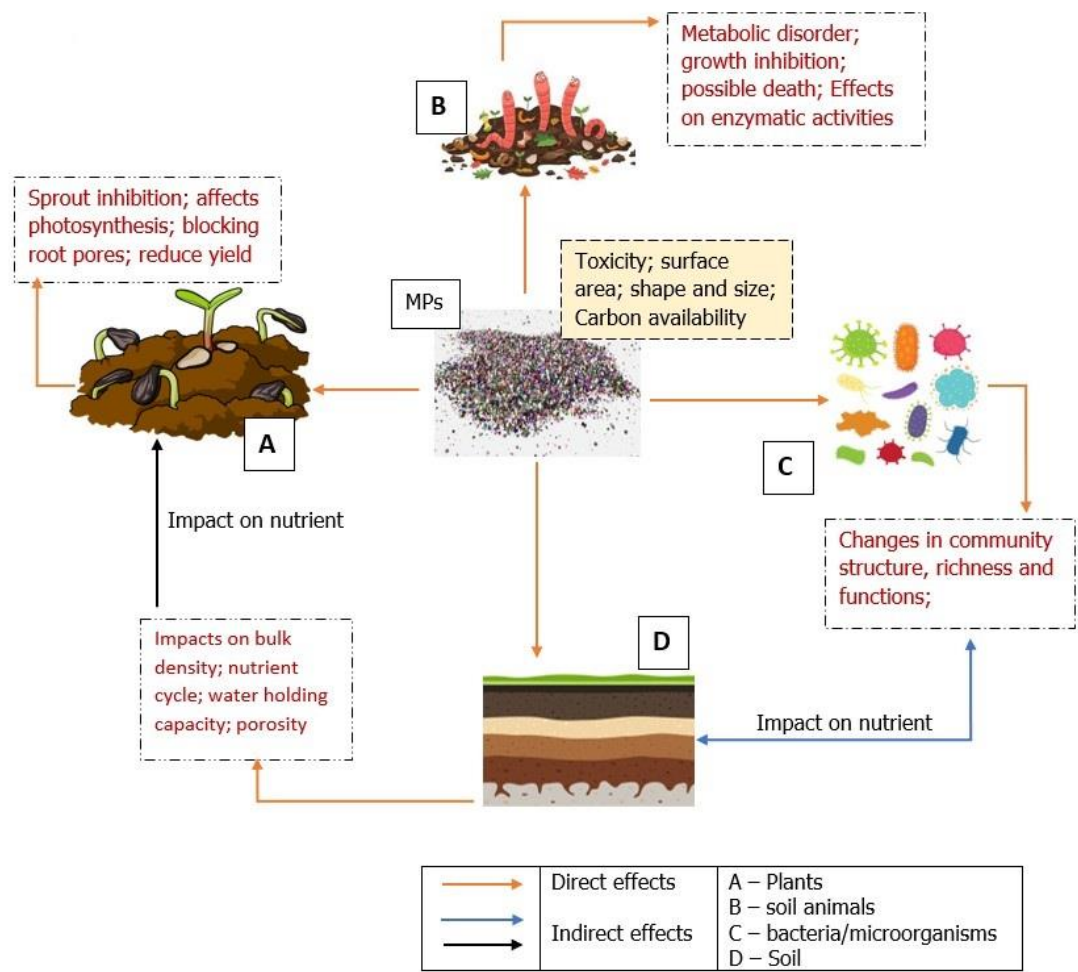 Metabolic disorder;
growth inhibition;
possible death; Effects
on enzymatic activities
B
Sprout inhibition; affects
photosynthesis; blocking
root pores; reduce yield
Toxicity; surface
area; shape and size;
Carbon availability
MPs
A
C
Impact on nutrient
Changes in community
structure, richness and
functions;
Impacts on bulk
density; nutrient
cycle; water holding
capacity; porosity
D
Impact on nutrient
Direct effects
Indirect effects
A – Plants
B – soil animals
C – bacteria/microorganisms
D – Soil